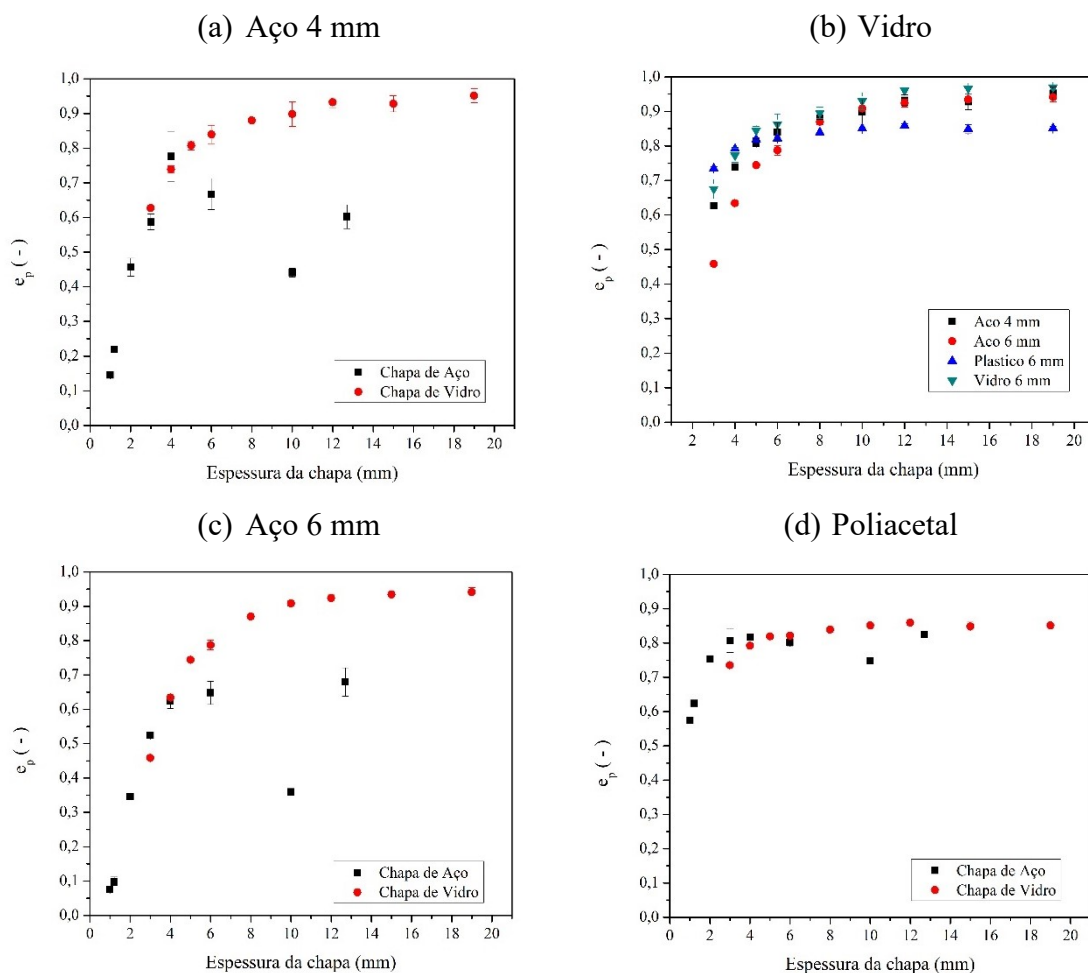 (a) Aço 4 mm
1,0
0,9
0,8
0,7
0,6
0,5
0,4
0,3
0,2
0,1
0,0
e_p ( - )
Chapa de Aço
Chapa de Vidro
0 2 4 6 8 10 12 14 16 18 20
Espessura da chapa (mm)
(b) Vidro
1,0
0,9
0,8
0,7
0,6
0,5
0,4
0,3
0,2
0,1
0,0
e_p ( - )
Aco 4 mm
Aco 6 mm
Plastico 6 mm
Vidro 6 mm
2 4 6 8 10 12 14 16 18 20
Espessura da chapa (mm)
(c) Aço 6 mm
1,0
0,9
0,8
0,7
0,6
0,5
0,4
0,3
0,2
0,1
0,0
e_p ( - )
Chapa de Aço
Chapa de Vidro
0 2 4 6 8 10 12 14 16 18 20
Espessura da chapa (mm)
(d) Poliacetal
1,0
0,9
0,8
0,7
0,6
0,5
0,4
0,3
0,2
0,1
0,0
e_p ( - )
Chapa de Aço
Chapa de Vidro
0 2 4 6 8 10 12 14 16 18 20
Espessura da chapa (mm)